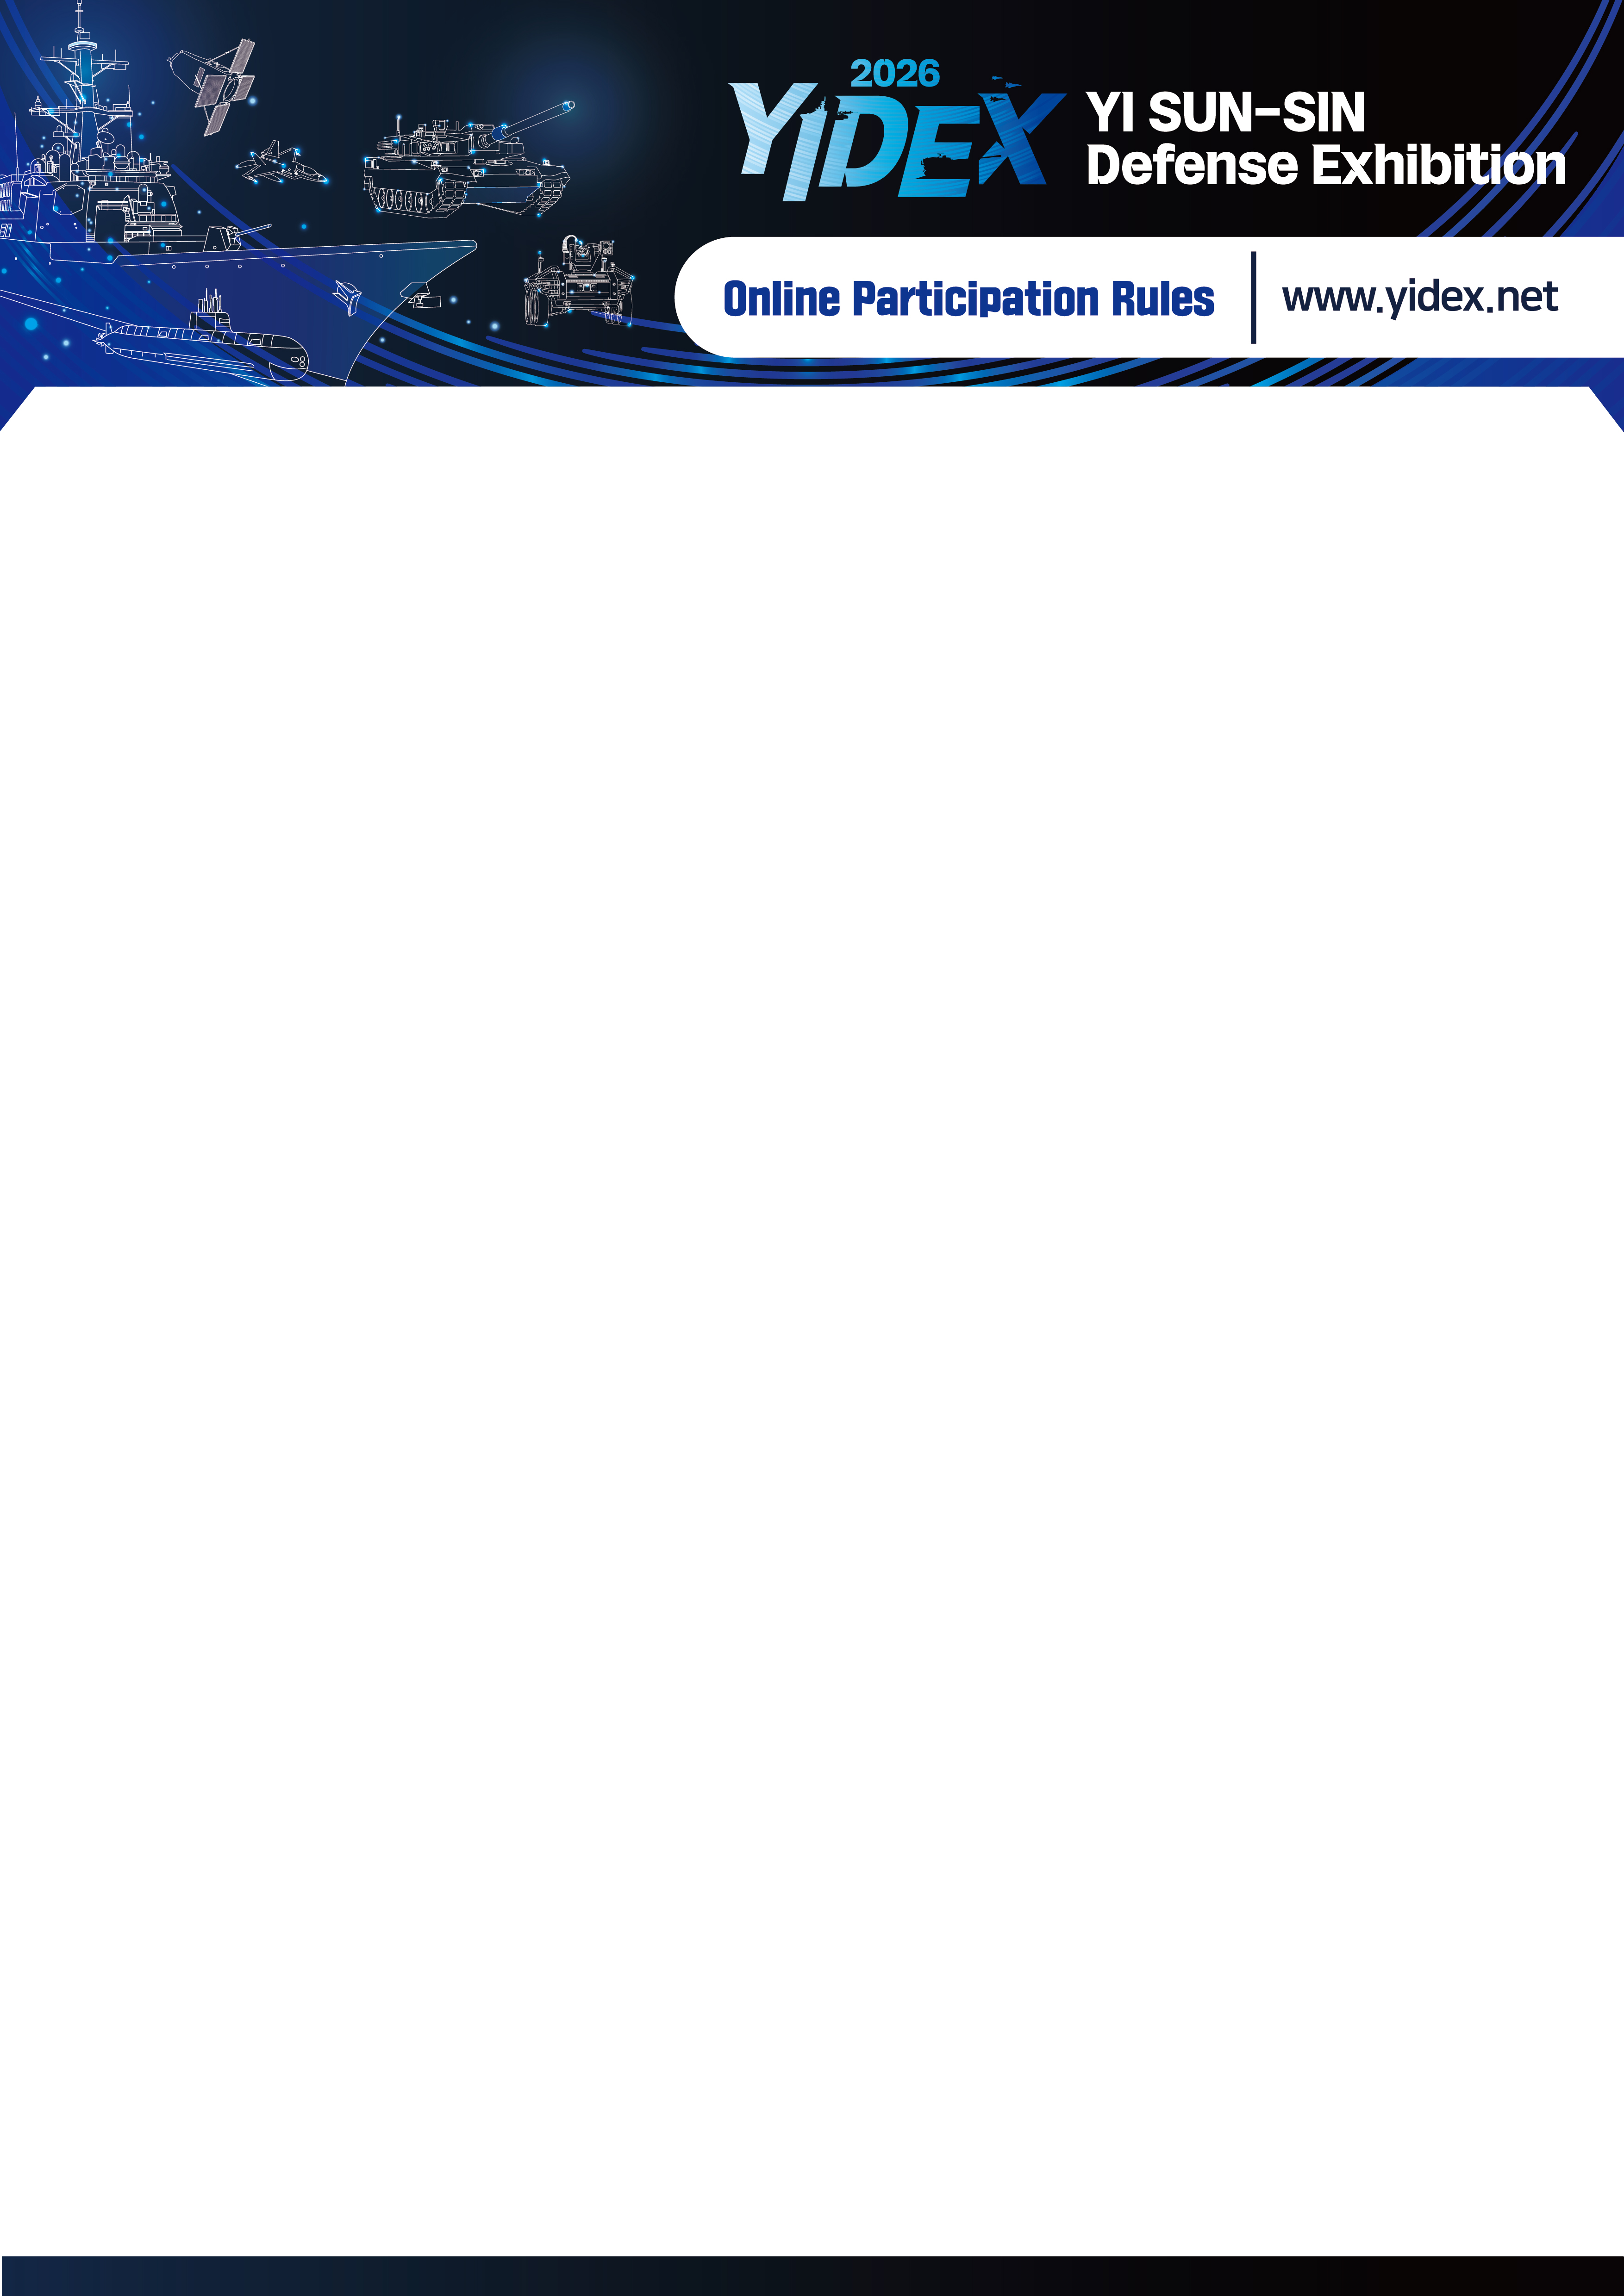 2026
YIDEX
YI SUN-SIN
Defense Exhibition
Online Participation Rules
www.yidex.net